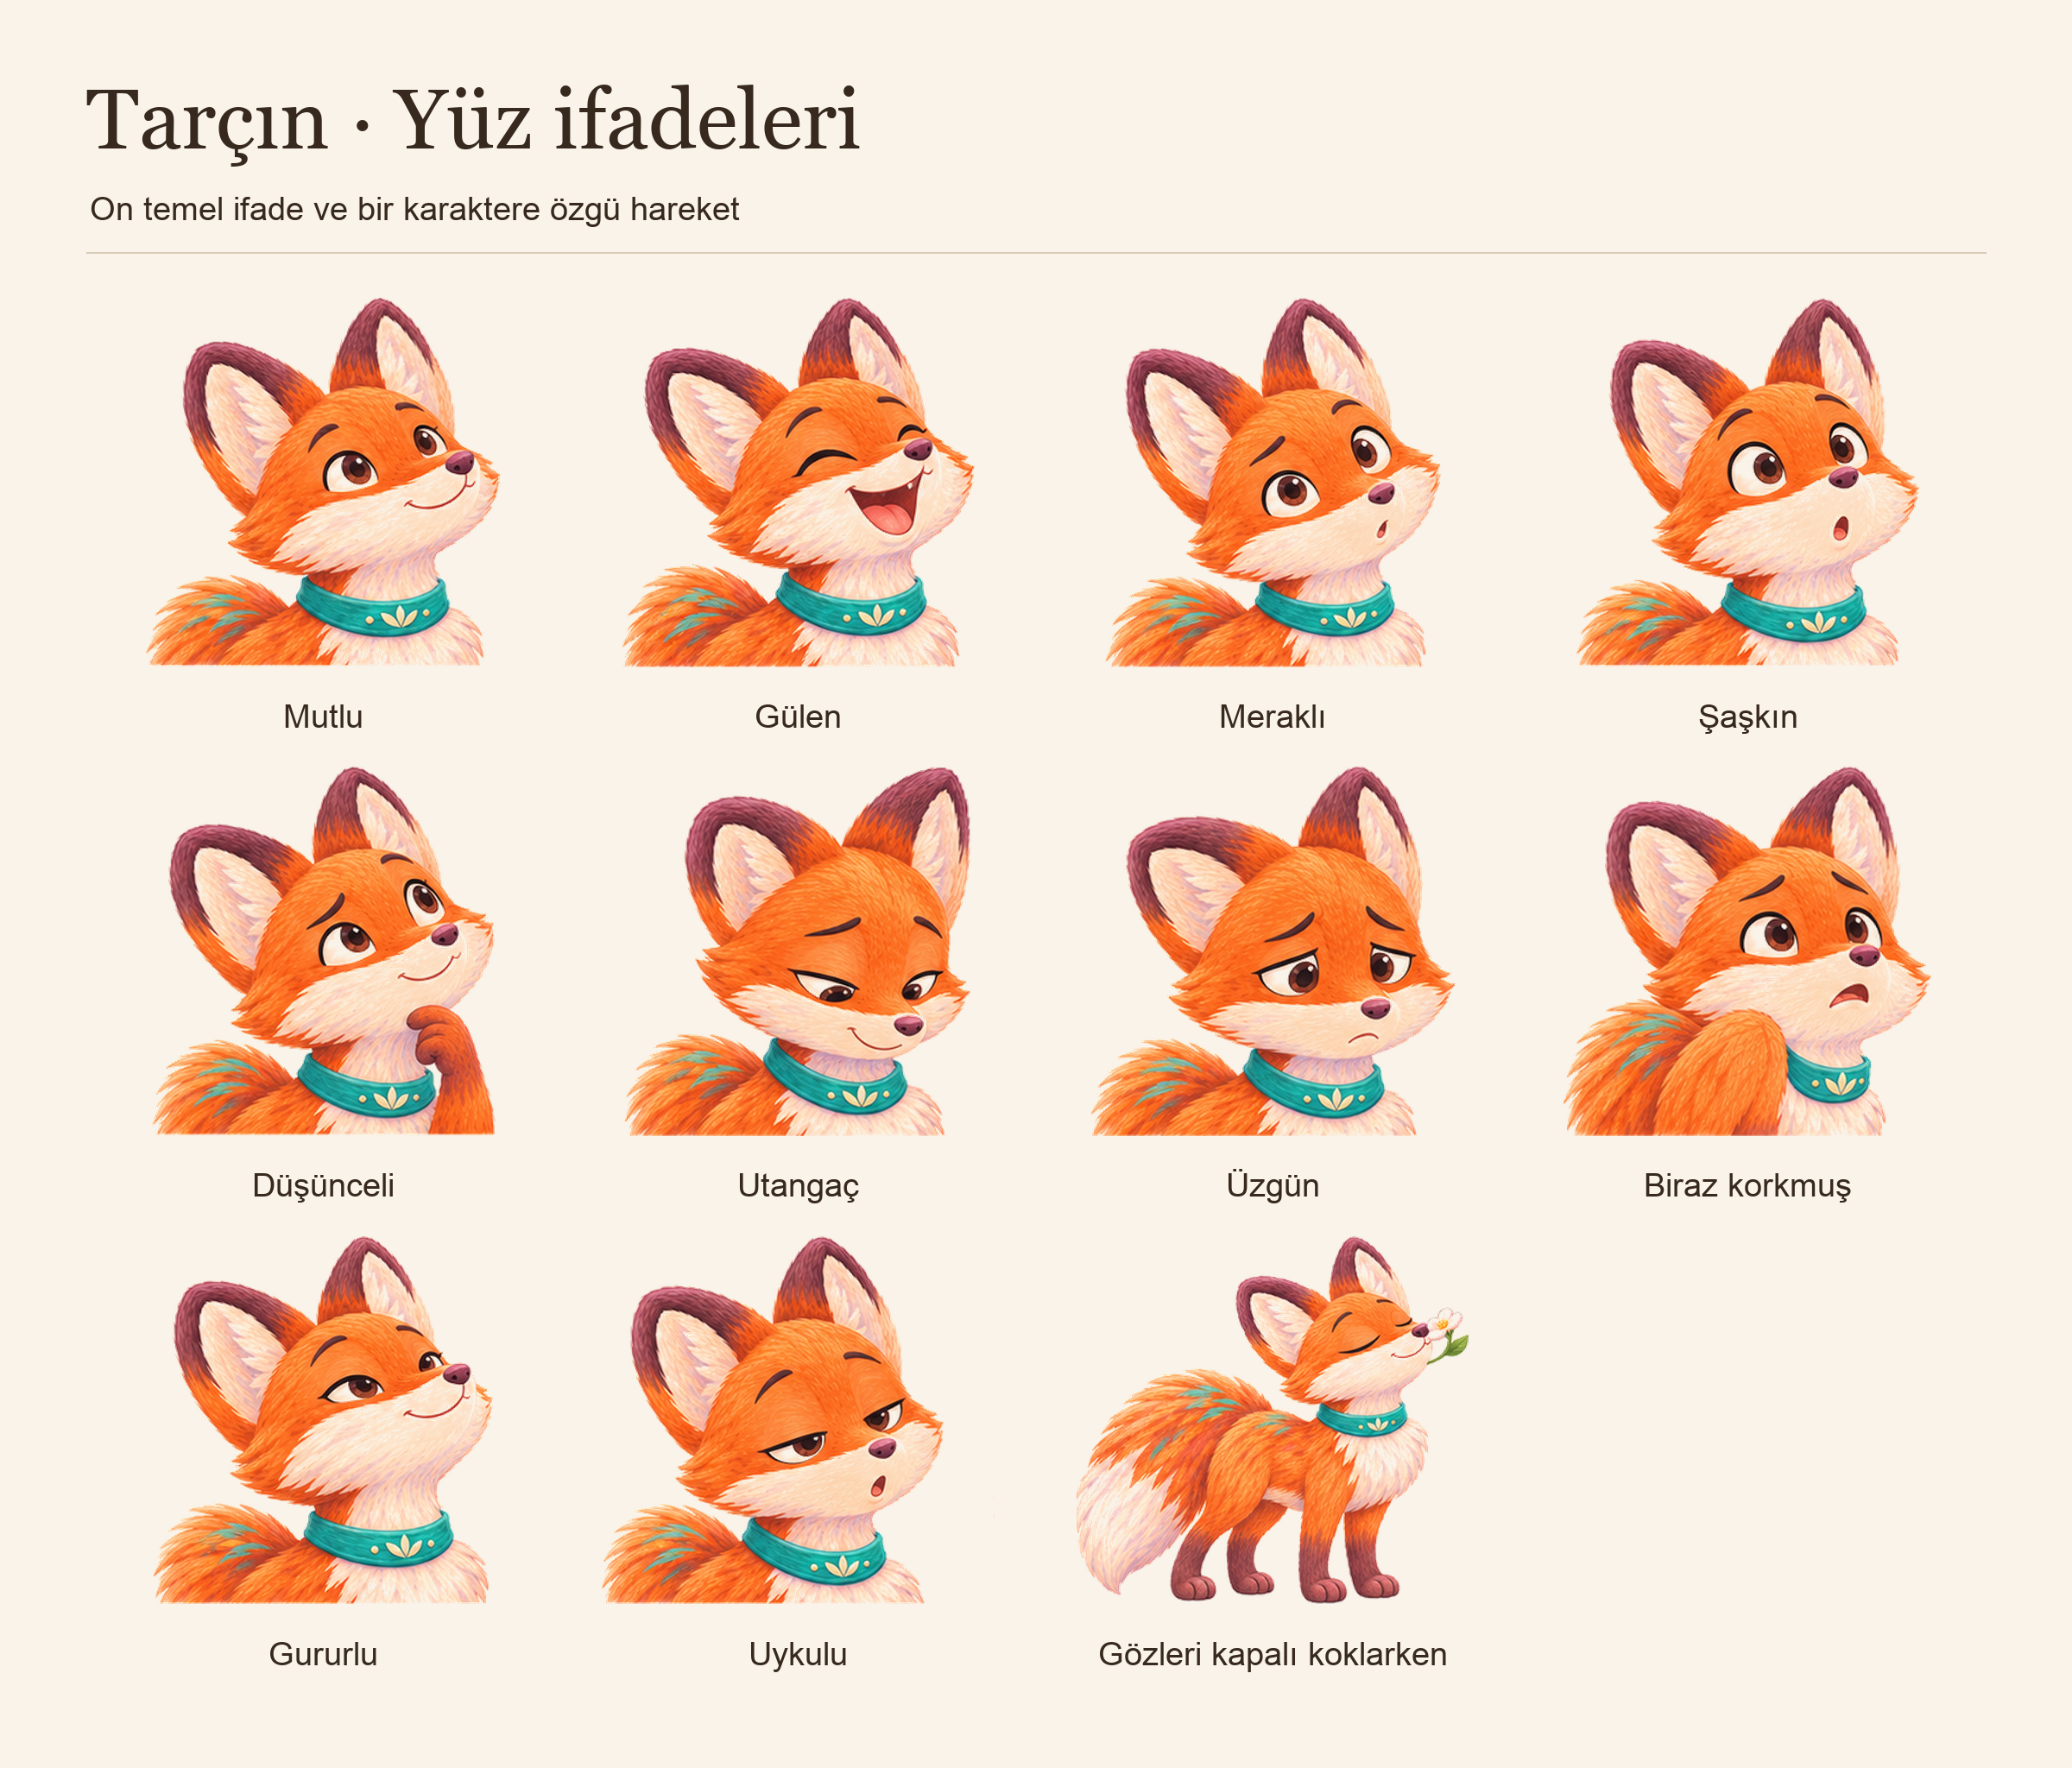 Tarçın · Yüz ifadeleri
On temel ifade ve bir karaktere özgü hareket
Mutlu
Gülen
Meraklı
Şaşkın
Düşünceli
Utangaç
Üzgün
Biraz korkmuş
Gururlu
Uykulu
Gözleri kapalı koklarken